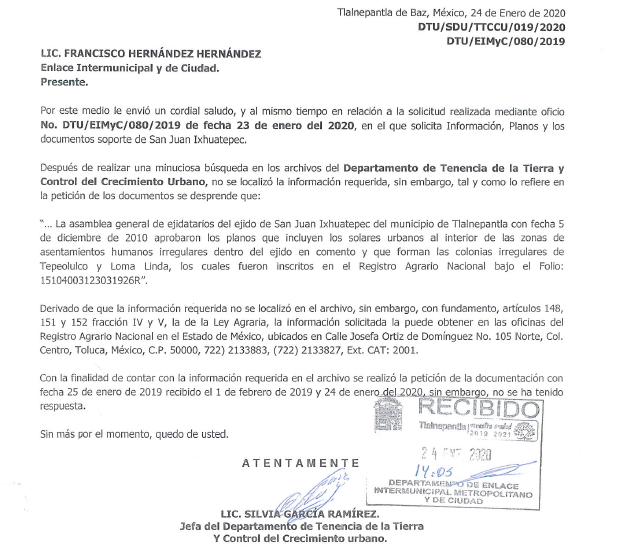 Tlalnepantla de Baz, México, 24 de Enero de 2020
DTU/SDU/TTCCU/019/2020
DTU/EIMyC/080/2019
LIC. FRANCISCO HERNÁNDEZ HERNÁNDEZ
Enlace Intermunicipal y de Ciudad.
Presente.
Por este medio le envió un cordial saludo, y al mismo tiempo en relación a la solicitud realizada mediante oficio
No. DTU/EIMyC/080/2019 de fecha 23 de enero del 2020, en el que solicita Información, Planos y los
documentos soporte de San Juan Ixhuatepec.
Después de realizar una minuciosa búsqueda en los archivos del Departamento de Tenencia de la Tierra y
Control del Crecimiento Urbano, no se localizó la información requerida, sin embargo, tal y como lo refiere en
la petición de los documentos se desprende que:
"... La asamblea general de ejidatarios del ejido de San Juan Ixhuatepec del municipio de Tlalnepantla con fecha 5
de diciembre de 2010 aprobaron los planos que incluyen los solares urbanos al interior de las zonas de
asentamientos humanos irregulares dentro del ejido en comento y que forman las colonias irregulares de
Tepeolulco y Loma Linda, los cuales fueron inscritos en el Registro Agrario Nacional bajo el Folio:
15104003123031926R".
Derivado de que la información requerida no se localizó en el archivo, sin embargo, con fundamento, artículos 148,
151 y 152 fracción IV y V, la de la Ley Agraria, la información solicitada la puede obtener en las oficinas del
Registro Agrario Nacional en el Estado de México, ubicados en Calle Josefa Ortiz de Domínguez No. 105 Norte, Col.
Centro, Toluca, México, C.P. 50000, 722) 2133883, (722) 2133827, Ext. CAT: 2001.
Con la finalidad de contar con la información requerida en el archivo se realizó la petición de la documentación con
fecha 25 de enero de 2019 recibido el 1 de febrero de 2019 y 24 de enero del 2020, sin embargo, no se ha tenido
respuesta.
Sin más por el momento, quedo de usted.
RECIBIDO
Tlalnepantla
2019 2021
24 ENE 2020
14:05
DEPARTAMENTO DE ENLACE
INTERMUNICIPAL METROPOLITANO
Y DE CIUDAD
ATENTAMENTE
LIC. SILVIA GARCÍA RAMÍREZ.
Jefa del Departamento de Tenencia de la Tierra
Y Control del Crecimiento urbano.